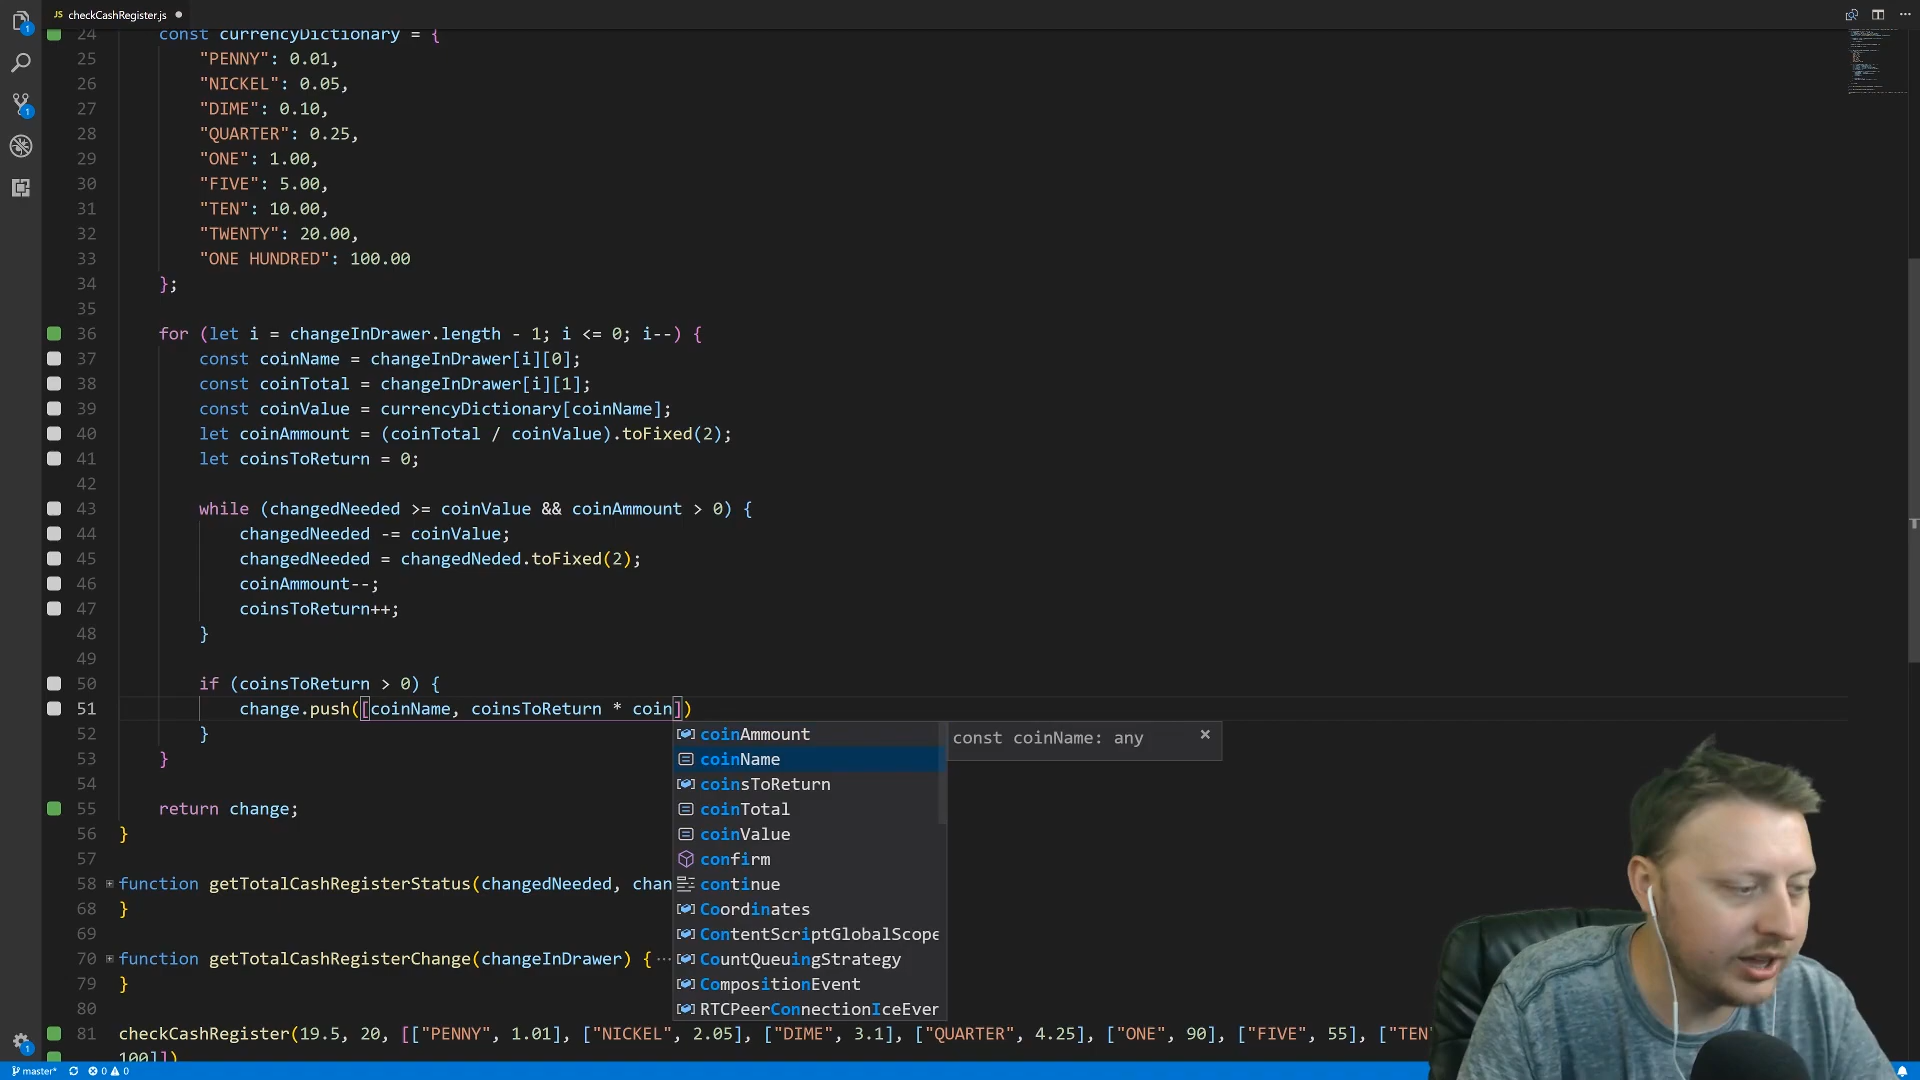 JS checkCashRegister.js ●
24 const currencyDictionary = {
25 "PENNY": 0.01,
26 "NICKEL": 0.05,
27 "DIME": 0.10,
28 "QUARTER": 0.25,
29 "ONE": 1.00,
30 "FIVE": 5.00,
31 "TEN": 10.00,
32 "TWENTY": 20.00,
33 "ONE HUNDRED": 100.00
34 };
35
36 for (let i = changeInDrawer.length - 1; i <= 0; i--) {
37 const coinName = changeInDrawer[i][0];
38 const coinTotal = changeInDrawer[i][1];
39 const coinValue = currencyDictionary[coinName];
40 let coinAmmount = (coinTotal / coinValue).toFixed(2);
41 let coinsToReturn = 0;
42
43 while (changedNeeded >= coinValue && coinAmmount > 0) {
44 changedNeeded -= coinValue;
45 changedNeeded = changedNeded.toFixed(2);
46 coinAmmount--;
47 coinsToReturn++;
48 }
49
50 if (coinsToReturn > 0) {
51 change.push([coinName, coinsToReturn * coin])
52 }
coinAmmount
const coinName: any ×
53 }
coinName
54
coinsToReturn
55 return change;
coinTotal
56 }
coinValue
57
confirm
58 function getTotalCashRegisterStatus(changedNeeded, chan
continue
68 }
Coordinates
69
ContentScriptGlobalScope
70 function getTotalCashRegisterChange(changeInDrawer) {···
CountQueuingStrategy
79 }
CompositionEvent
80
RTCPeerConnectionIceEver
81 checkCashRegister(19.5, 20, [["PENNY", 1.01], ["NICKEL", 2.05], ["DIME", 3.1], ["QUARTER", 4.25], ["ONE", 90], ["FIVE", 55], ["TEN
100]])
master* 0 0
1
1
1